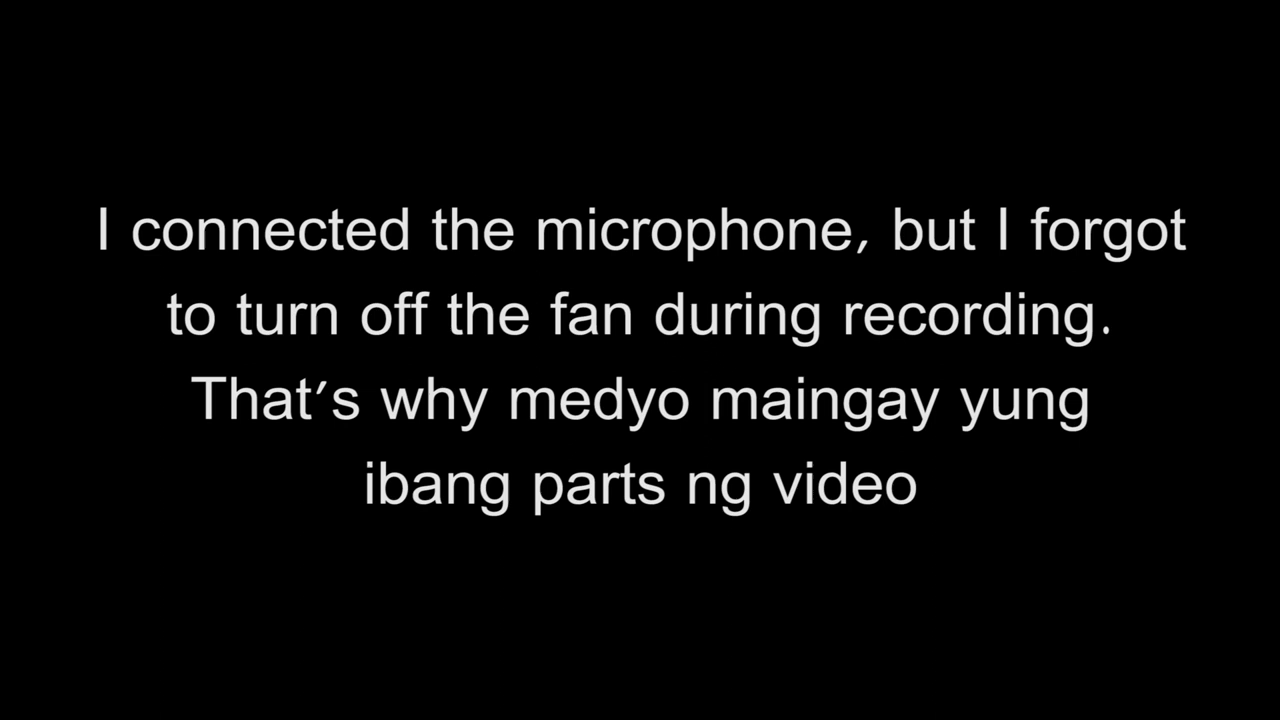 I connected the microphone, but I forgot
to turn off the fan during recording.
That's why medyo maingay yung
ibang parts ng video